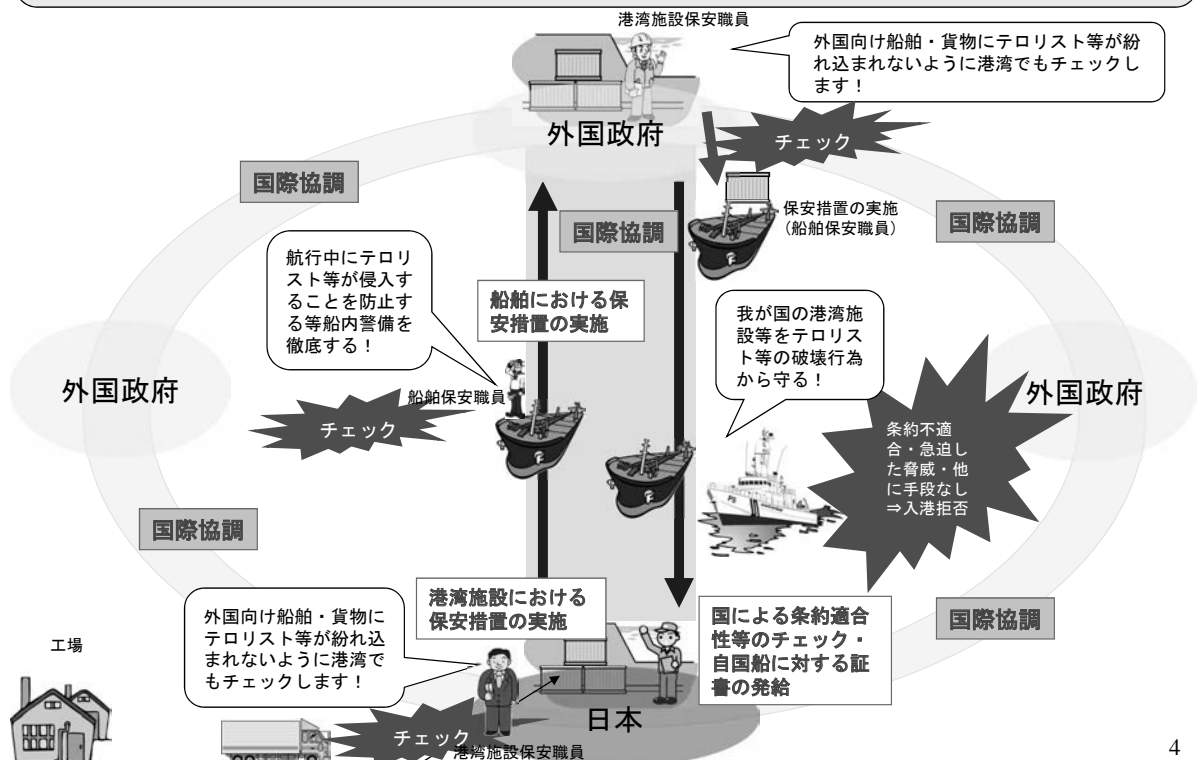 港湾施設保安職員
外国向け船舶・貨物にテロリスト等が紛
れ込まれないように港湾でもチェックし
ます！
外国政府
チェック
国際協調
国際協調
国際協調
保安措置の実施
（船舶保安職員）
航行中にテロリ
スト等が侵入す
ることを防止す
る等船内警備を
徹底する！
船舶における保
安措置の実施
我が国の港湾施
設等をテロリス
ト等の破壊行為
から守る！
外国政府
船舶保安職員
チェック
外国政府
条約不適
合・急迫し
た脅威・他
に手段なし
⇒入港拒否
国際協調
港湾施設における
保安措置の実施
外国向け船舶・貨物に
テロリスト等が紛れ込
まれないように港湾で
もチェックします！
国による条約適合
性等のチェック・
自国船に対する証
書の発給
国際協調
工場
日本
チェック
港湾施設保安職員
4